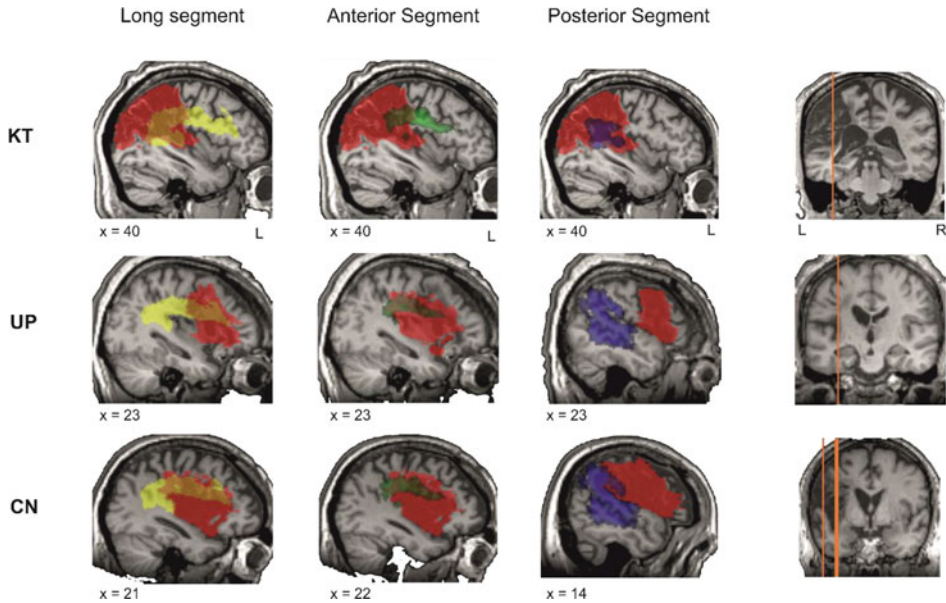 Long segment Anterior Segment Posterior Segment
KT
x = 40 L x = 40 L x = 40 L L R
UP
x = 23 x = 23 x = 23
CN
x = 21 x = 22 x = 14